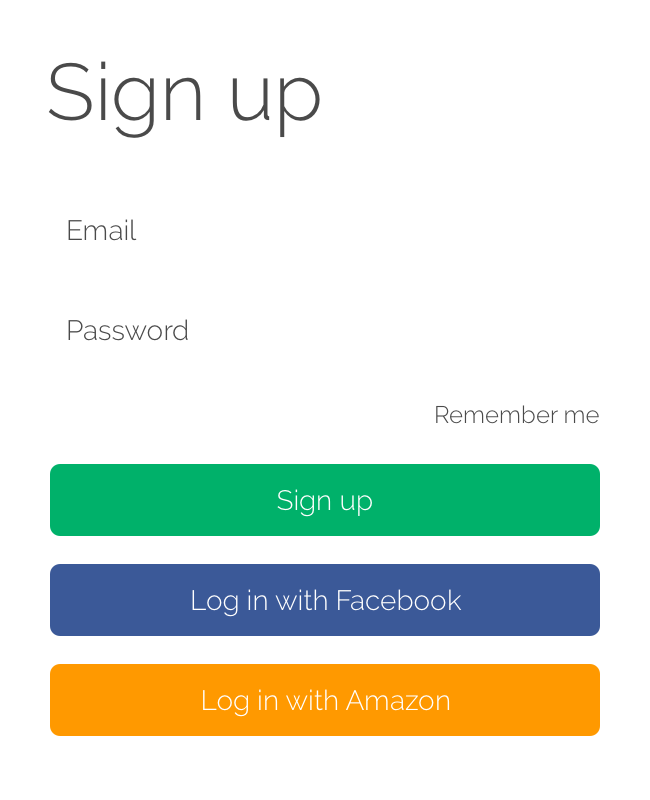 Sign up
Email
Password
Remember me
Sign up
Log in with Facebook
Log in with Amazon